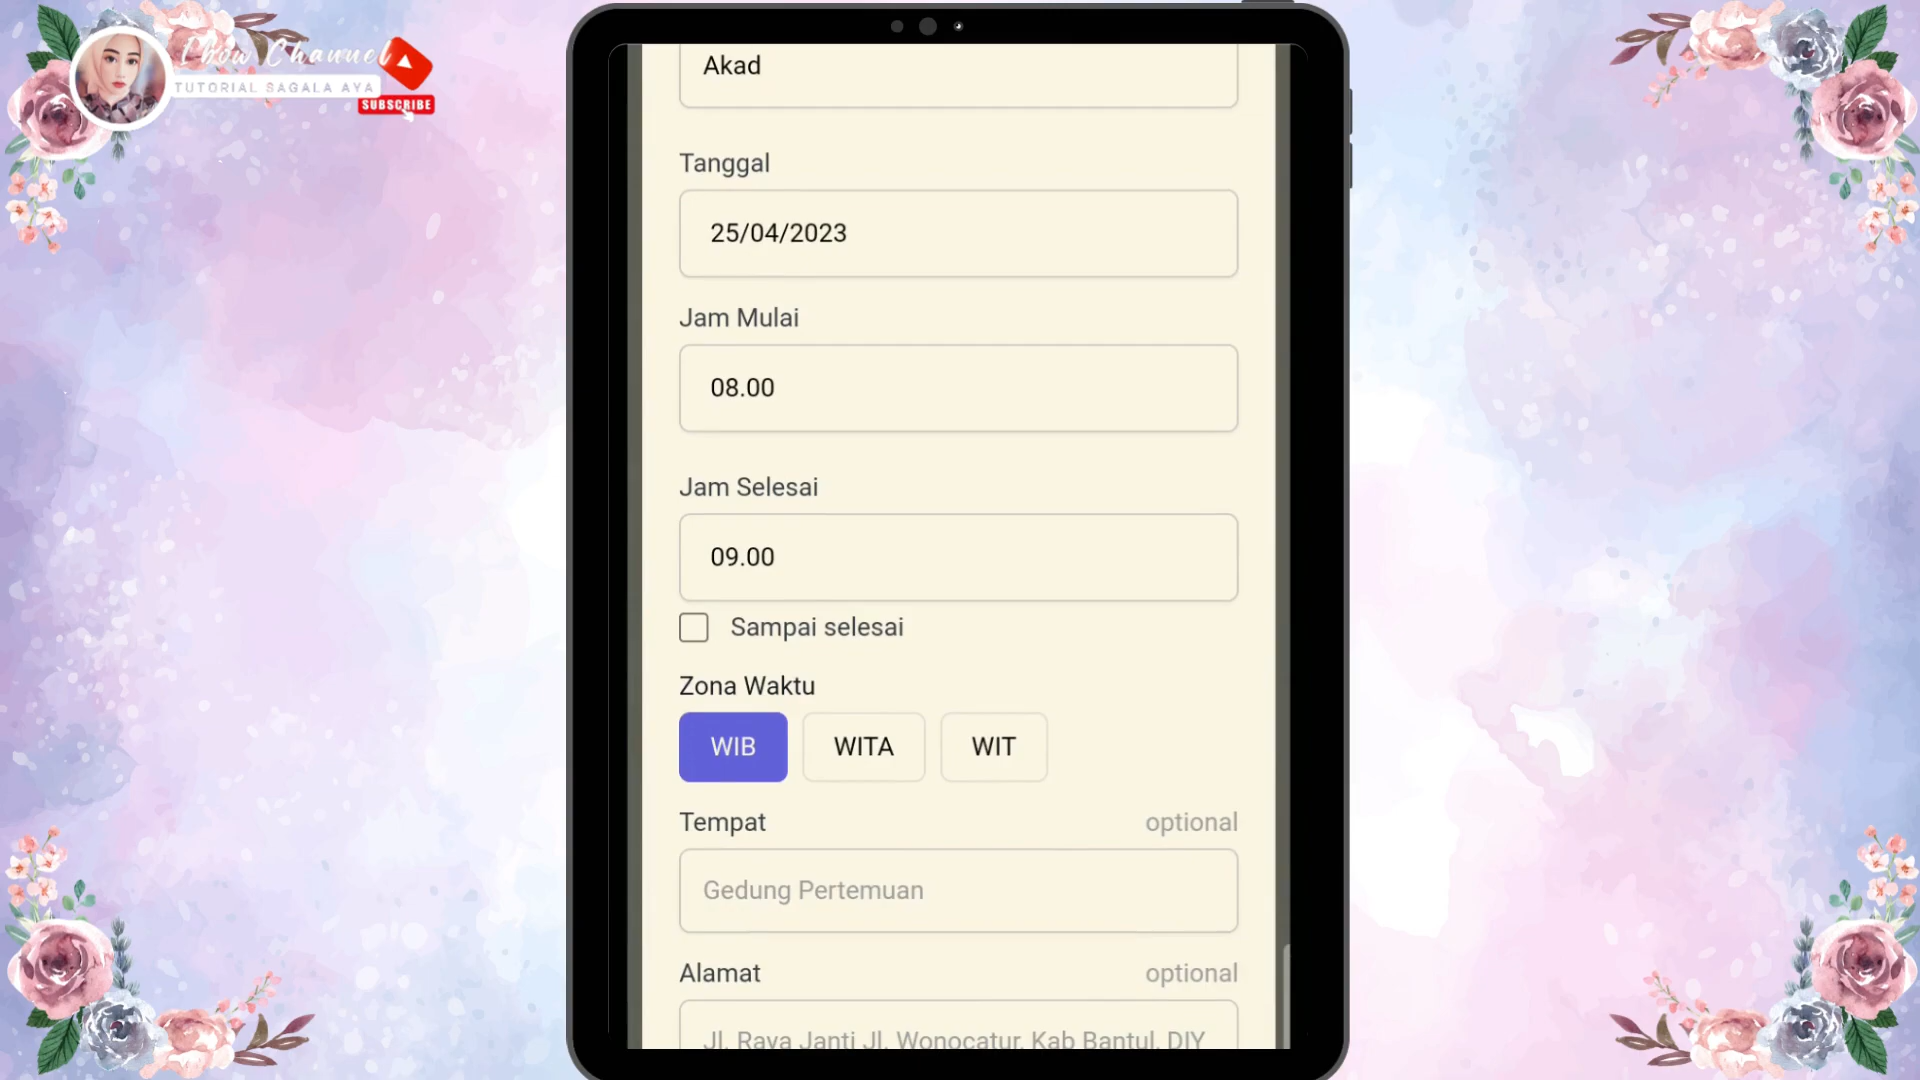 Channel
TUTORIAL SAGALA AYA
SUBSCRIBE
Akad
Tanggal
25/04/2023
Jam Mulai
08.00
Jam Selesai
09.00
Sampai selesai
Zona Waktu
WIB WITA WIT
Tempat optional
Gedung Pertemuan
Alamat optional
Jl. Raya Janti Jl. Wonocatur, Kab Bantul, DIY